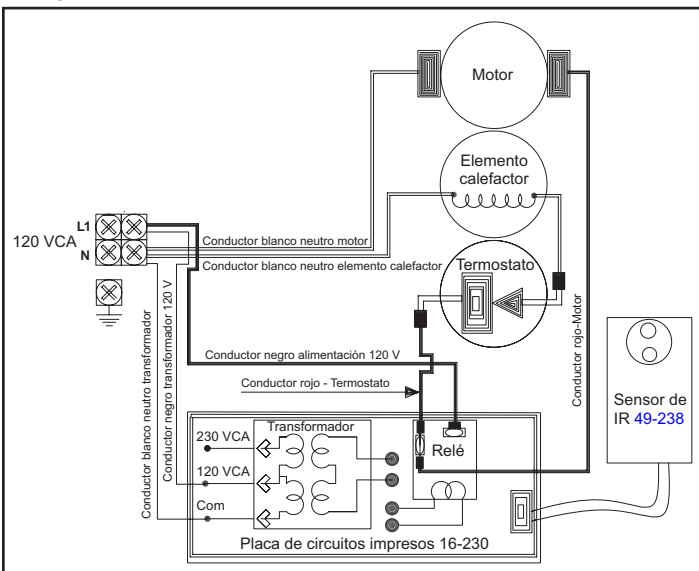 Motor
Elemento
calefactor
L1
120 VCA
N
Conductor blanco neutro motor
Conductor blanco neutro elemento calefactor
Termostato
Conductor blanco neutro transformador
Conductor negro transformador 120 V
Conductor negro alimentación 120 V
Conductor rojo - Termostato
Conductor rojo-Motor
Sensor de
IR 49-238
Transformador
230 VCA
120 VCA
Com
Relé
Placa de circuitos impresos 16-230